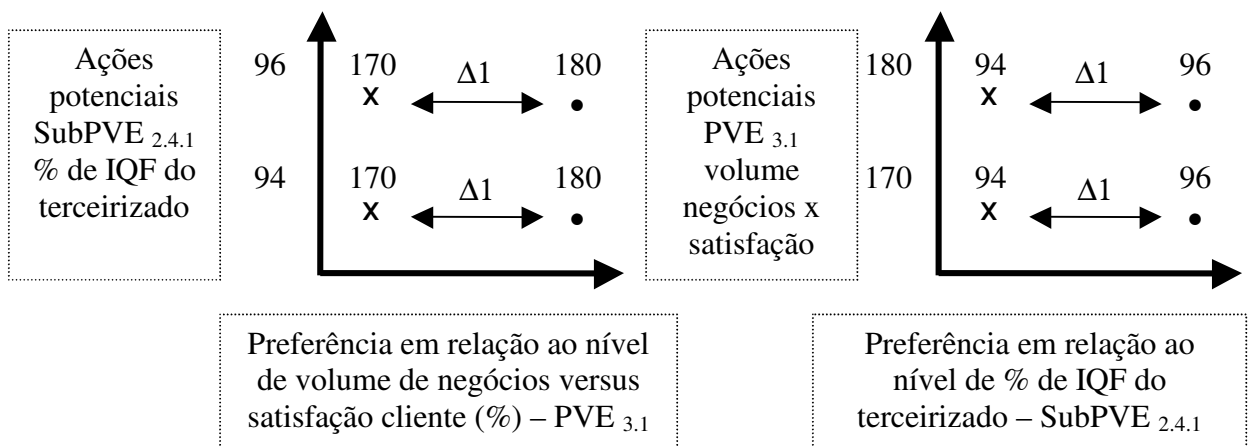 Ações
potenciais
SubPVE 2.4.1
% de IQF do
terceirizado
96 170 Δ1 180
x •
94 170 Δ1 180
x •
Preferência em relação ao nível
de volume de negócios versus
satisfação cliente (%) – PVE 3.1
Ações
potenciais
PVE 3.1
volume
negócios x
satisfação
180 94 Δ1 96
x •
170 94 Δ1 96
x •
Preferência em relação ao
nível de % de IQF do
terceirizado – SubPVE 2.4.1